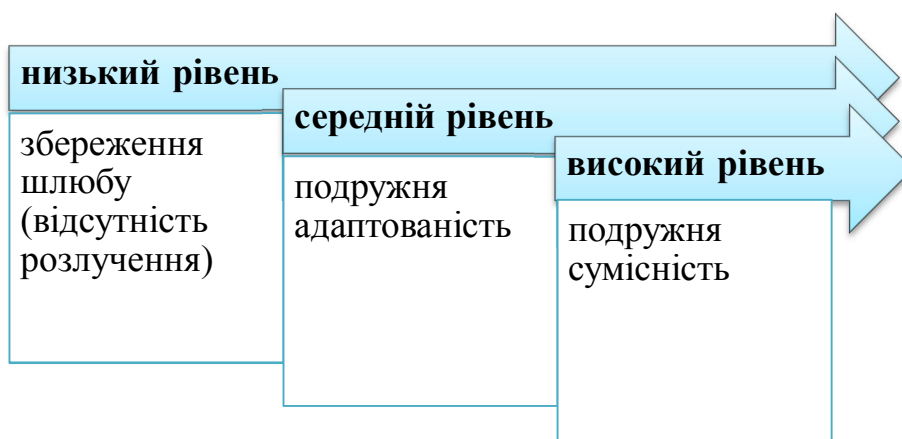 низький рівень
збереження
шлюбу
(відсутність
розлучення)
середній рівень
подружня
адаптованість
високий рівень
подружня
сумісність